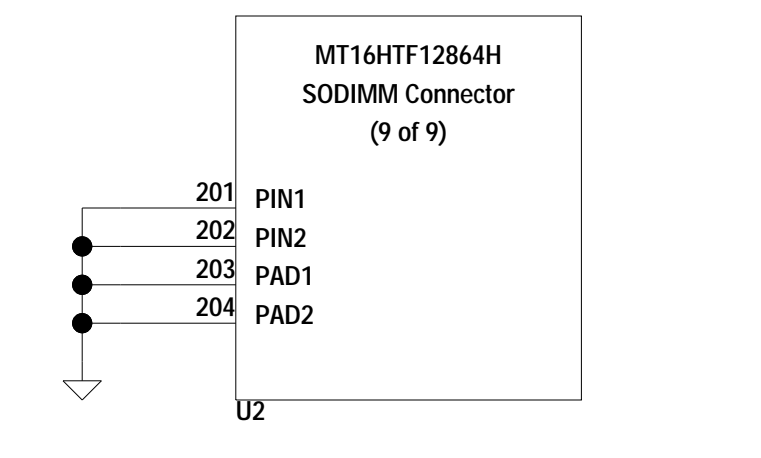 MT16HTF12864H
SODIMM Connector
(9 of 9)
201 PIN1
202 PIN2
203 PAD1
204 PAD2
U2